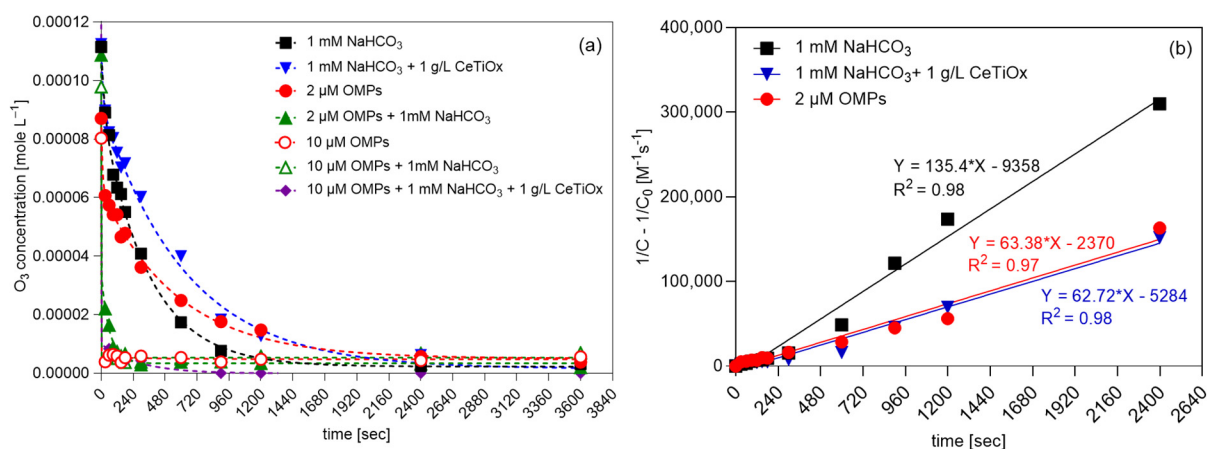 (a)
0.00012
0.00010
0.00008
0.00006
0.00004
0.00002
0.00000
O₃ concentration [mole L⁻¹]
1 mM NaHCO₃
1 mM NaHCO₃ + 1 g/L CeTiOx
2 µM OMPs
2 µM OMPs + 1mM NaHCO₃
10 µM OMPs
10 µM OMPs + 1mM NaHCO₃
10 µM OMPs + 1 mM NaHCO₃ + 1 g/L CeTiOx
0 240 480 720 960 1200 1440 1680 1920 2160 2400 2640 2880 3120 3360 3600 3840
time [sec]
(b)
400,000
300,000
200,000
100,000
0
1/C - 1/C₀ [M⁻¹s⁻¹]
1 mM NaHCO₃
1 mM NaHCO₃+ 1 g/L CeTiOx
2 µM OMPs
Y = 135.4*X - 9358
R² = 0.98
Y = 63.38*X - 2370
R² = 0.97
Y = 62.72*X - 5284
R² = 0.98
0 240 480 720 960 1200 1440 1680 1920 2160 2400 2640
time [sec]